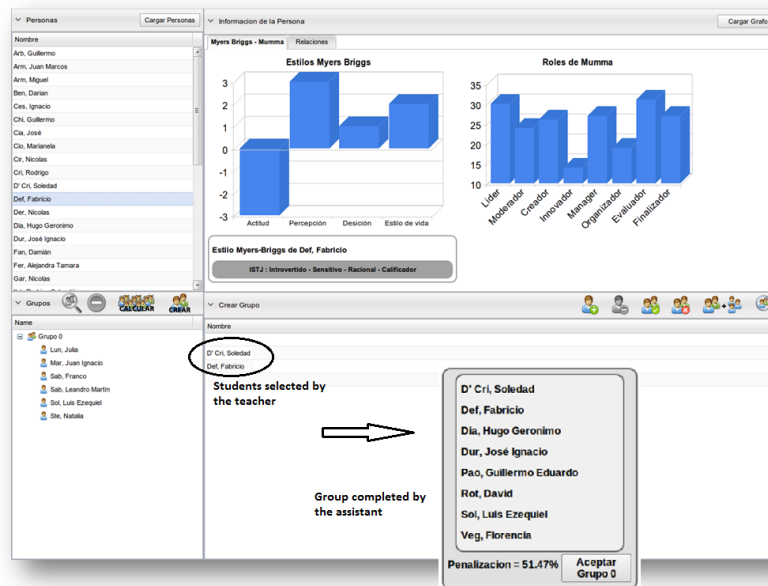 Personas
Cargar Personas
Nombre
Arb, Guillermo
Arm, Juan Marcos
Arm, Miguel
Ben, Darian
Ces, Ignacio
Chi, Guillermo
Cia, José
Cio, Marianela
Cir, Nicolas
Cri, Rodrigo
D' Cri, Soledad
Def, Fabricio
Der, Nicolas
Dia, Hugo Geronimo
Dur, José Ignacio
Fan, Damián
Fer, Alejandra Tamara
Gar, Nicolas
Informacion de la Persona
Cargar Grafo
Myers Briggs - Mumma
Relaciones
Estilos Myers Briggs
3
2
1
0
-1
-2
-3
Actitud
Percepción
Desición
Estilo de vida
Roles de Mumma
35
30
25
20
15
10
Lider
Moderador
Creador
Innovador
Manager
Organizador
Evaluador
Finalizador
Estilo Myers-Briggs de Def, Fabricio
ISTJ : Introvertido - Sensitivo - Racional - Calificador
Grupos
CALCULAR
CREAR
Name
Grupo 0
Lun, Julia
Mar, Juan Ignacio
Sab, Franco
Sab, Leandro Martín
Sol, Luis Ezequiel
Ste, Natalia
Crear Grupo
Nombre
D' Cri, Soledad
Def, Fabricio
Students selected by
the teacher
Group completed by
the assistant
D' Cri, Soledad
Def, Fabricio
Dia, Hugo Geronimo
Dur, José Ignacio
Pao, Guillermo Eduardo
Rot, David
Sol, Luis Ezequiel
Veg, Florencia
Penalizacion = 51.47%
Aceptar
Grupo 0